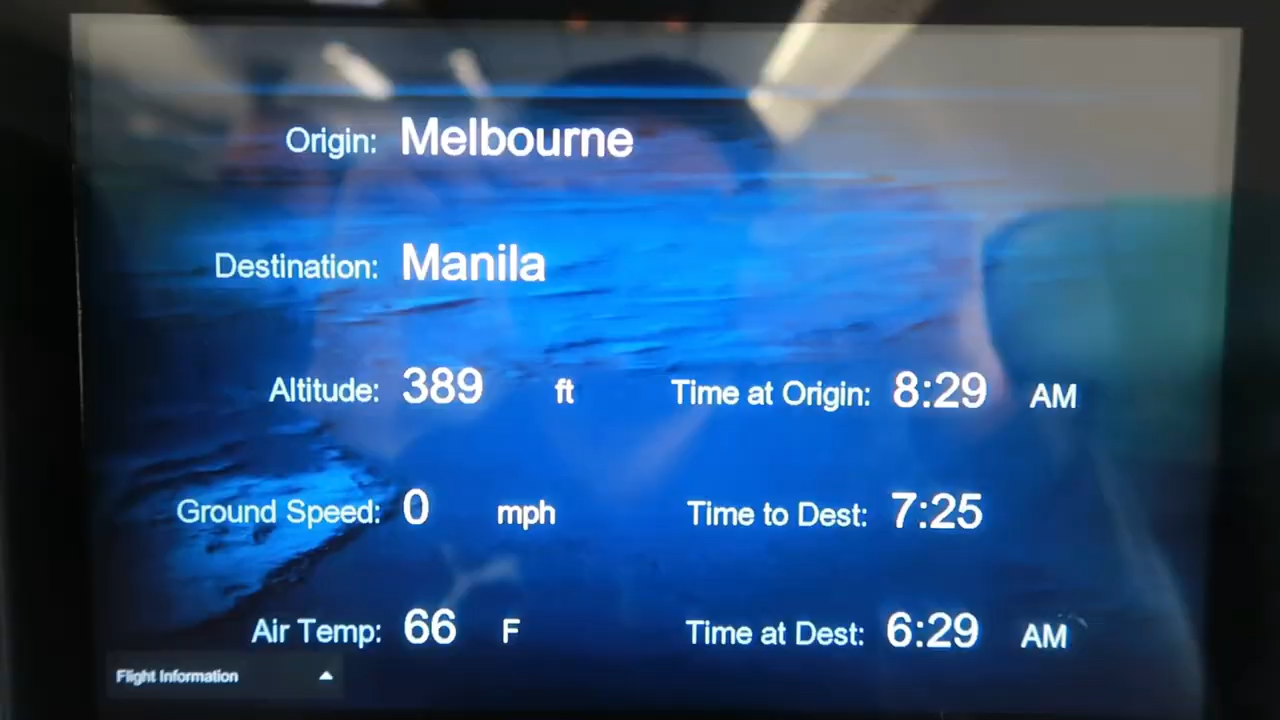 Origin: Melbourne
Destination: Manila
Altitude: 389 ft Time at Origin: 8:29 AM
Ground Speed: 0 mph Time to Dest: 7:25
Air Temp: 66 F Time at Dest: 6:29 AM
Flight Information